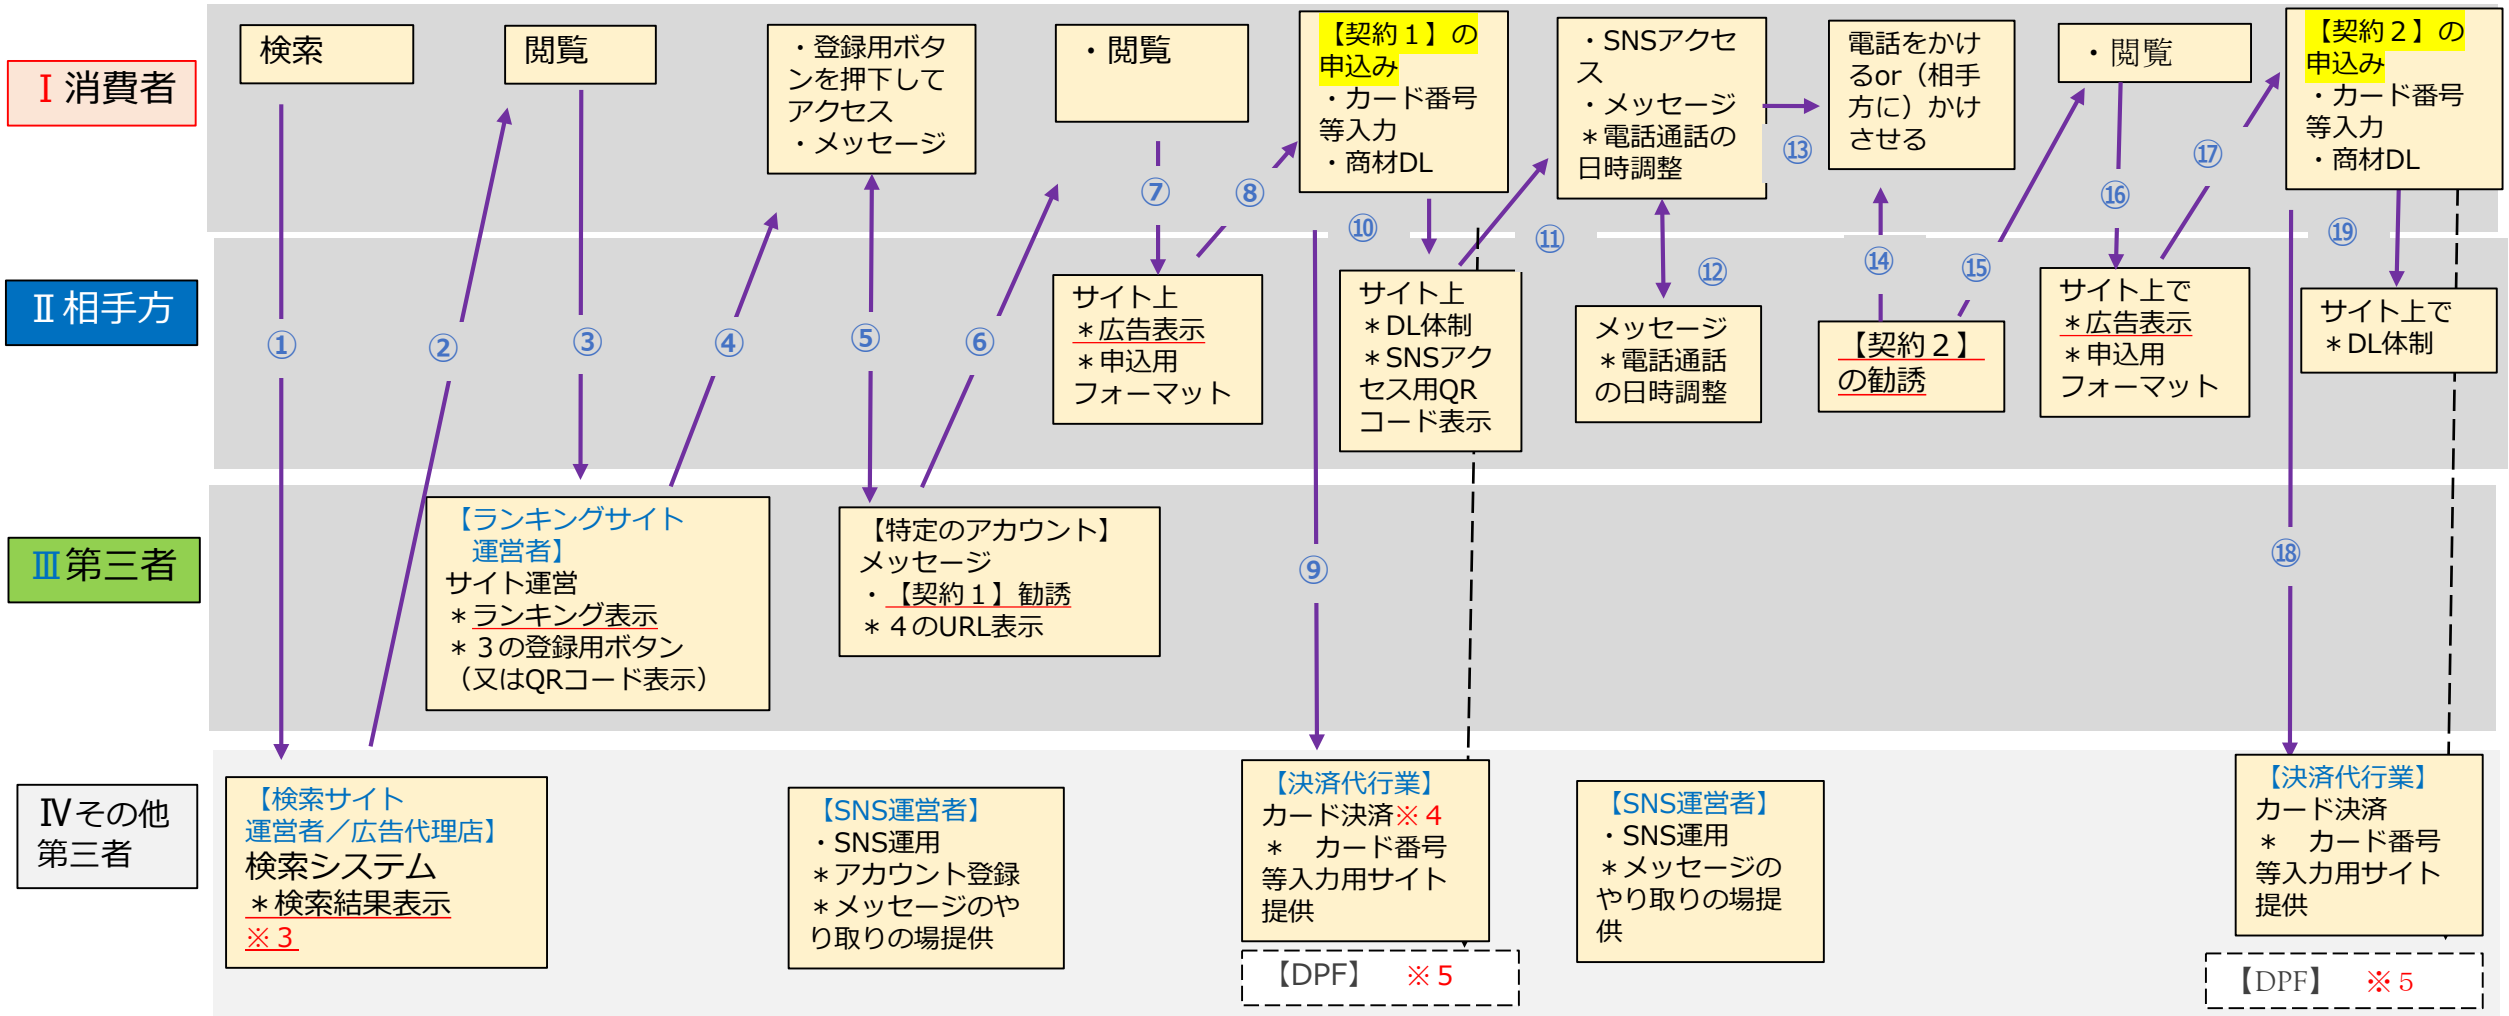 Ⅰ消費者
検索
閲覧
・登録用ボタ
ンを押下して
アクセス
・メッセージ
・閲覧
【契約１】の
申込み
・カード番号
等入力
・商材DL
・SNSアクセ
ス
・メッセージ
＊電話通話の
日時調整
電話をかけ
るor（相手
方に）かけ
させる
・閲覧
【契約２】の
申込み
・カード番号
等入力
・商材DL
①
②
③
④
⑤
⑥
⑦
⑧
⑨
⑩
⑪
⑫
⑬
⑭
⑮
⑯
⑰
⑱
⑲
Ⅱ相手方
サイト上
＊広告表示
＊申込用
フォーマット
サイト上
＊DL体制
＊SNSアク
セス用QR
コード表示
メッセージ
＊電話通話
の日時調整
【契約２】
の勧誘
サイト上で
＊広告表示
＊申込用
フォーマット
サイト上で
＊DL体制
Ⅲ第三者
【ランキングサイト
運営者】
サイト運営
＊ランキング表示
＊３の登録用ボタン
（又はQRコード表示）
【特定のアカウント】
メッセージ
・【契約１】勧誘
＊４のURL表示
Ⅳその他
第三者
【検索サイト
運営者／広告代理店】
検索システム
＊検索結果表示
※３
【SNS運営者】
・SNS運用
＊アカウント登録
＊メッセージのや
り取りの場提供
【決済代行業】
カード決済※４
＊　カード番号
等入力用サイト
提供
【DPF】　※５
【SNS運営者】
・SNS運用
＊メッセージの
やり取りの場提
供
【決済代行業】
カード決済
＊　カード番号
等入力用サイト
提供
【DPF】　※５